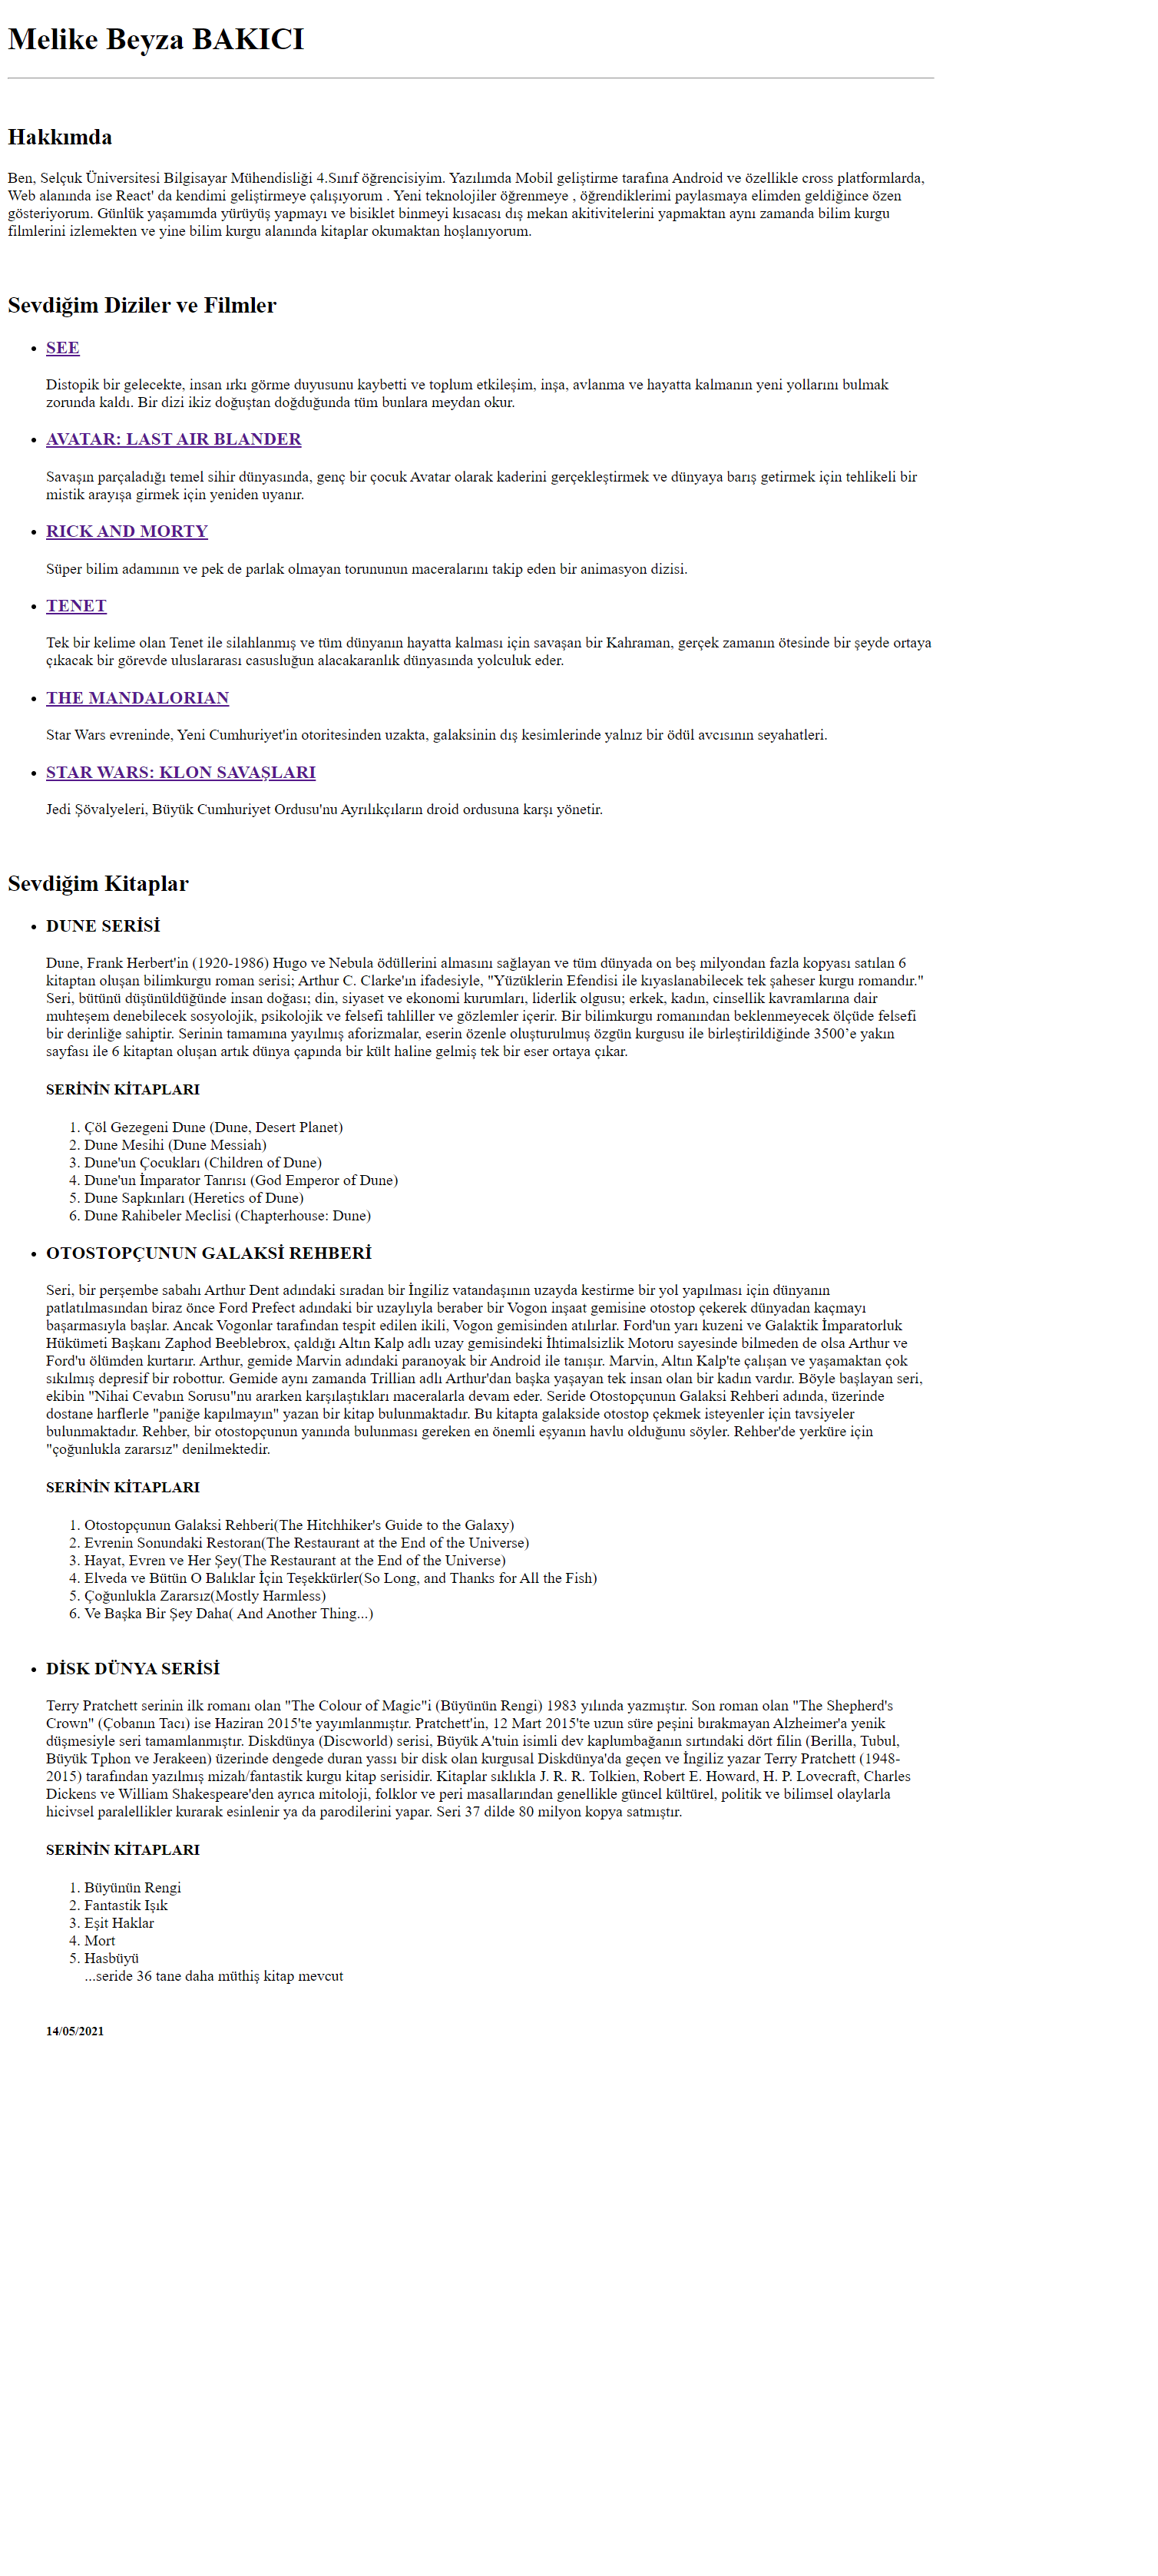 Melike Beyza BAKICI
Hakkımda
Ben, Selçuk Üniversitesi Bilgisayar Mühendisliği 4.Sınıf öğrencisiyim. Yazılımda Mobil geliştirme tarafına Android ve özellikle cross platformlarda,
Web alanında ise React' da kendimi geliştirmeye çalışıyorum . Yeni teknolojiler öğrenmeye , öğrendiklerimi paylasmaya elimden geldiğince özen
gösteriyorum. Günlük yaşamımda yürüyüş yapmayı ve bisiklet binmeyi kısacası dış mekan akitivitelerini yapmaktan aynı zamanda bilim kurgu
filmlerini izlemekten ve yine bilim kurgu alanında kitaplar okumaktan hoşlanıyorum.
Sevdiğim Diziler ve Filmler
• SEE
Distopik bir gelecekte, insan ırkı görme duyusunu kaybetti ve toplum etkileşim, inşa, avlanma ve hayatta kalmanın yeni yollarını bulmak
zorunda kaldı. Bir dizi ikiz doğuştan doğduğunda tüm bunlara meydan okur.
• AVATAR: LAST AIR BLANDER
Savaşın parçaladığı temel sihir dünyasında, genç bir çocuk Avatar olarak kaderini gerçekleştirmek ve dünyaya barış getirmek için tehlikeli bir
mistik arayışa girmek için yeniden uyanır.
• RICK AND MORTY
Süper bilim adamının ve pek de parlak olmayan torununun maceralarını takip eden bir animasyon dizisi.
• TENET
Tek bir kelime olan Tenet ile silahlanmış ve tüm dünyanın hayatta kalması için savaşan bir Kahraman, gerçek zamanın ötesinde bir şeyde ortaya
çıkacak bir görevde uluslararası casusluğun alacakaranlık dünyasında yolculuk eder.
• THE MANDALORIAN
Star Wars evreninde, Yeni Cumhuriyet'in otoritesinden uzakta, galaksinin dış kesimlerinde yalnız bir ödül avcısının seyahatleri.
• STAR WARS: KLON SAVAŞLARI
Jedi Şövalyeleri, Büyük Cumhuriyet Ordusu'nu Ayrılıkçıların droid ordusuna karşı yönetir.
Sevdiğim Kitaplar
• DUNE SERİSİ
Dune, Frank Herbert'in (1920-1986) Hugo ve Nebula ödüllerini almasını sağlayan ve tüm dünyada on beş milyondan fazla kopyası satılan 6
kitaptan oluşan bilimkurgu roman serisi; Arthur C. Clarke'ın ifadesiyle, "Yüzüklerin Efendisi ile kıyaslanabilecek tek şaheser kurgu romandır."
Seri, bütünü düşünüldüğünde insan doğası; din, siyaset ve ekonomi kurumları, liderlik olgusu; erkek, kadın, cinsellik kavramlarına dair
muhteşem denebilecek sosyolojik, psikolojik ve felsefi tahliller ve gözlemler içerir. Bir bilimkurgu romanından beklenmeyecek ölçüde felsefi
bir derinliğe sahiptir. Serinin tamamına yayılmış aforizmalar, eserin özenle oluşturulmuş özgün kurgusu ile birleştirildiğinde 3500’e yakın
sayfası ile 6 kitaptan oluşan artık dünya çapında bir kült haline gelmiş tek bir eser ortaya çıkar.
SERİNİN KİTAPLARI
1. Çöl Gezegeni Dune (Dune, Desert Planet)
2. Dune Mesihi (Dune Messiah)
3. Dune'un Çocukları (Children of Dune)
4. Dune'un İmparator Tanrısı (God Emperor of Dune)
5. Dune Sapkınları (Heretics of Dune)
6. Dune Rahibeler Meclisi (Chapterhouse: Dune)
• OTOSTOPÇUNUN GALAKSİ REHBERİ
Seri, bir perşembe sabahı Arthur Dent adındaki sıradan bir İngiliz vatandaşının uzayda kestirme bir yol yapılması için dünyanın
patlatılmasından biraz önce Ford Prefect adındaki bir uzaylıyla beraber bir Vogon inşaat gemisine otostop çekerek dünyadan kaçmayı
başarmasıyla başlar. Ancak Vogonlar tarafından tespit edilen ikili, Vogon gemisinden atılırlar. Ford'un yarı kuzeni ve Galaktik İmparatorluk
Hükümeti Başkanı Zaphod Beeblebrox, çaldığı Altın Kalp adlı uzay gemisindeki İhtimalsizlik Motoru sayesinde bilmeden de olsa Arthur ve
Ford'u ölümden kurtarır. Arthur, gemide Marvin adındaki paranoyak bir Android ile tanışır. Marvin, Altın Kalp'te çalışan ve yaşamaktan çok
sıkılmış depresif bir robottur. Gemide aynı zamanda Trillian adlı Arthur'dan başka yaşayan tek insan olan bir kadın vardır. Böyle başlayan seri,
ekibin "Nihai Cevabın Sorusu"nu ararken karşılaştıkları maceralarla devam eder. Seride Otostopçunun Galaksi Rehberi adında, üzerinde
dostane harflerle "paniğe kapılmayın" yazan bir kitap bulunmaktadır. Bu kitapta galakside otostop çekmek isteyenler için tavsiyeler
bulunmaktadır. Rehber, bir otostopçunun yanında bulunması gereken en önemli eşyanın havlu olduğunu söyler. Rehber'de yerküre için
"çoğunlukla zararsız" denilmektedir.
SERİNİN KİTAPLARI
1. Otostopçunun Galaksi Rehberi(The Hitchhiker's Guide to the Galaxy)
2. Evrenin Sonundaki Restoran(The Restaurant at the End of the Universe)
3. Hayat, Evren ve Her Şey(The Restaurant at the End of the Universe)
4. Elveda ve Bütün O Balıklar İçin Teşekkürler(So Long, and Thanks for All the Fish)
5. Çoğunlukla Zararsız(Mostly Harmless)
6. Ve Başka Bir Şey Daha( And Another Thing...)
• DİSK DÜNYA SERİSİ
Terry Pratchett serinin ilk romanı olan "The Colour of Magic"i (Büyünün Rengi) 1983 yılında yazmıştır. Son roman olan "The Shepherd's
Crown" (Çobanın Tacı) ise Haziran 2015'te yayımlanmıştır. Pratchett'in, 12 Mart 2015'te uzun süre peşini bırakmayan Alzheimer'a yenik
düşmesiyle seri tamamlanmıştır. Diskdünya (Discworld) serisi, Büyük A'tuin isimli dev kaplumbağanın sırtındaki dört filin (Berilla, Tubul,
Büyük Tphon ve Jerakeen) üzerinde dengede duran yassı bir disk olan kurgusal Diskdünya'da geçen ve İngiliz yazar Terry Pratchett (1948-
2015) tarafından yazılmış mizah/fantastik kurgu kitap serisidir. Kitaplar sıklıkla J. R. R. Tolkien, Robert E. Howard, H. P. Lovecraft, Charles
Dickens ve William Shakespeare'den ayrıca mitoloji, folklor ve peri masallarından genellikle güncel kültürel, politik ve bilimsel olaylarla
hicivsel paralellikler kurarak esinlenir ya da parodilerini yapar. Seri 37 dilde 80 milyon kopya satmıştır.
SERİNİN KİTAPLARI
1. Büyünün Rengi
2. Fantastik Işık
3. Eşit Haklar
4. Mort
5. Hasbüyü
...seride 36 tane daha müthiş kitap mevcut
14/05/2021